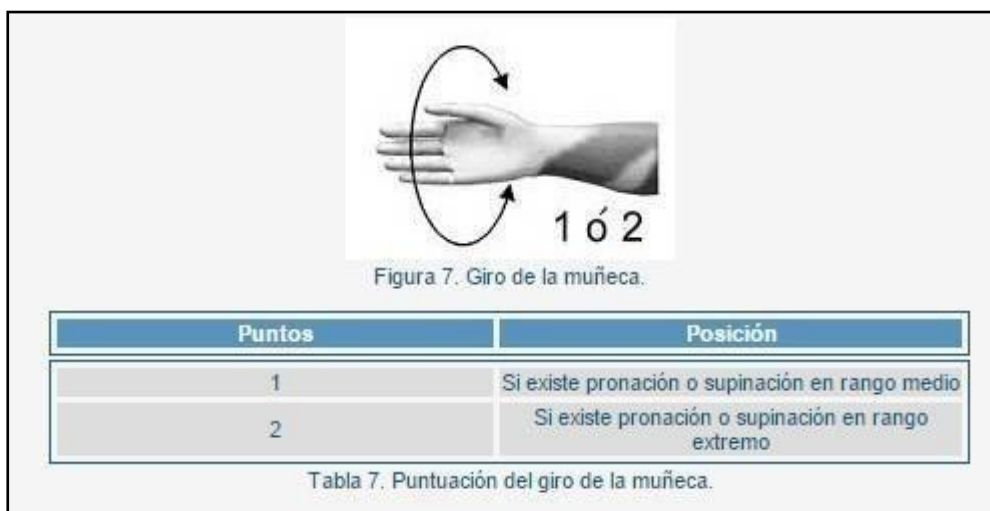 1 ó 2
Figura 7. Giro de la muñeca.
Puntos Posición
1 Si existe pronación o supinación en rango medio
2 Si existe pronación o supinación en rango
extremo
Tabla 7. Puntuación del giro de la muñeca.